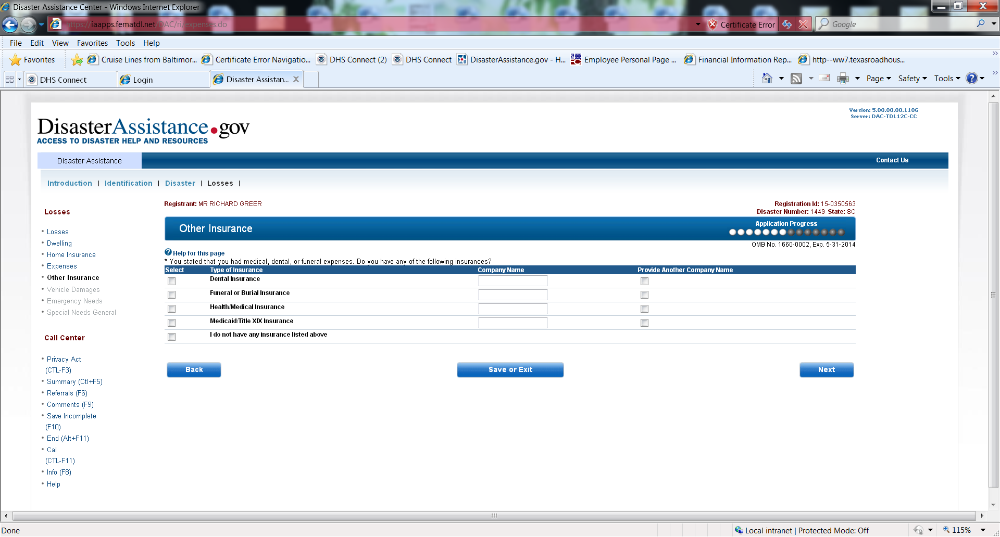 Disaster Assistance Center - Windows Internet Explorer
https://iaapps.fematdl.net/DAC/ri/expenses.do
Certificate Error
Google
File Edit View Favorites Tools Help
Favorites
Cruise Lines from Baltimor...
Certificate Error Navigatio...
DHS Connect (2)
DHS Connect
DisasterAssistance.gov - H...
Employee Personal Page ...
Financial Information Rep...
http--ww7.texasroadhous...
DHS Connect
Login
Disaster Assistan...
Page Safety Tools
Version: 5.00.00.00.1106
Server: DAC-TDL12C-CC
DisasterAssistance.gov
ACCESS TO DISASTER HELP AND RESOURCES
Disaster Assistance
Contact Us
Introduction | Identification | Disaster | Losses |
Registrant: MR RICHARD GREER
Registration Id: 15-0350563
Disaster Number: 1449 State: SC
Losses
Losses
Dwelling
Home Insurance
Expenses
Other Insurance
Vehicle Damages
Emergency Needs
Special Needs General
Call Center
Privacy Act
(CTL-F3)
Summary (Ctl+F5)
Referrals (F6)
Comments (F9)
Save Incomplete
(F10)
End (Alt+F11)
Cal
(CTL-F11)
Info (F8)
Help
Other Insurance
Application Progress
OMB No. 1660-0002, Exp. 5-31-2014
Help for this page
* You stated that you had medical, dental, or funeral expenses. Do you have any of the following insurances?
Select Type of Insurance Company Name Provide Another Company Name
Dental Insurance
Funeral or Burial Insurance
Health/Medical Insurance
Medicaid/Title XIX Insurance
I do not have any insurance listed above
Back
Save or Exit
Next
Done
Local intranet | Protected Mode: Off
115%